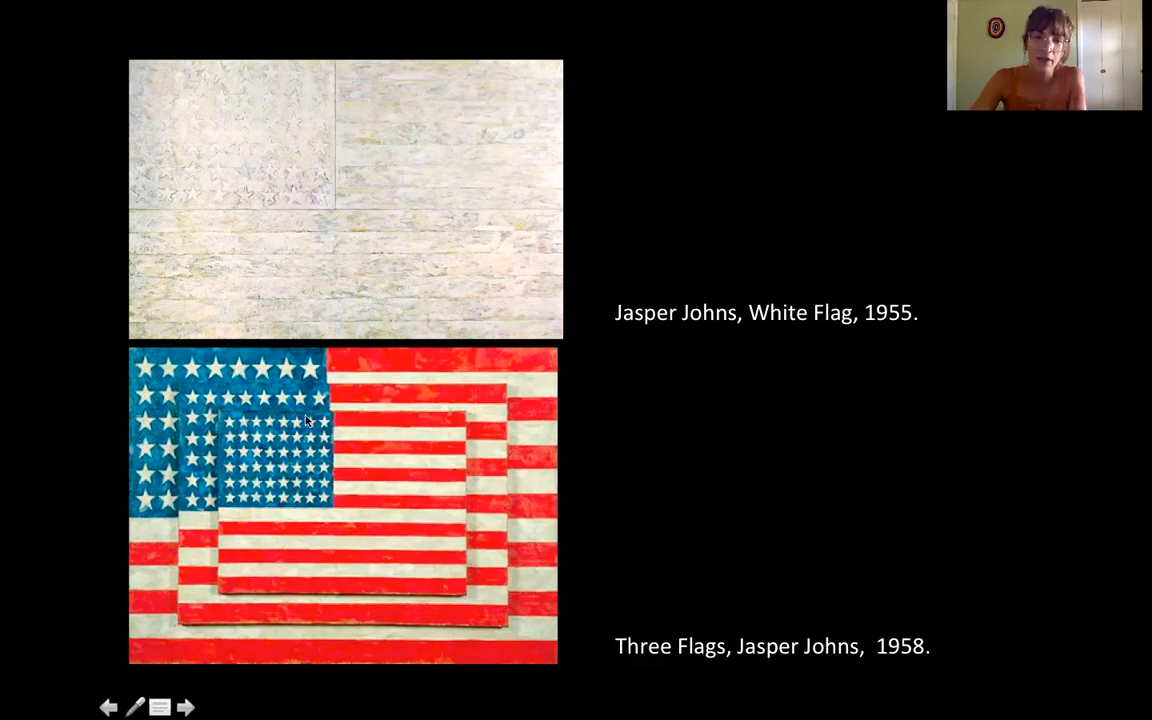 Jasper Johns, White Flag, 1955.
Three Flags, Jasper Johns,  1958.